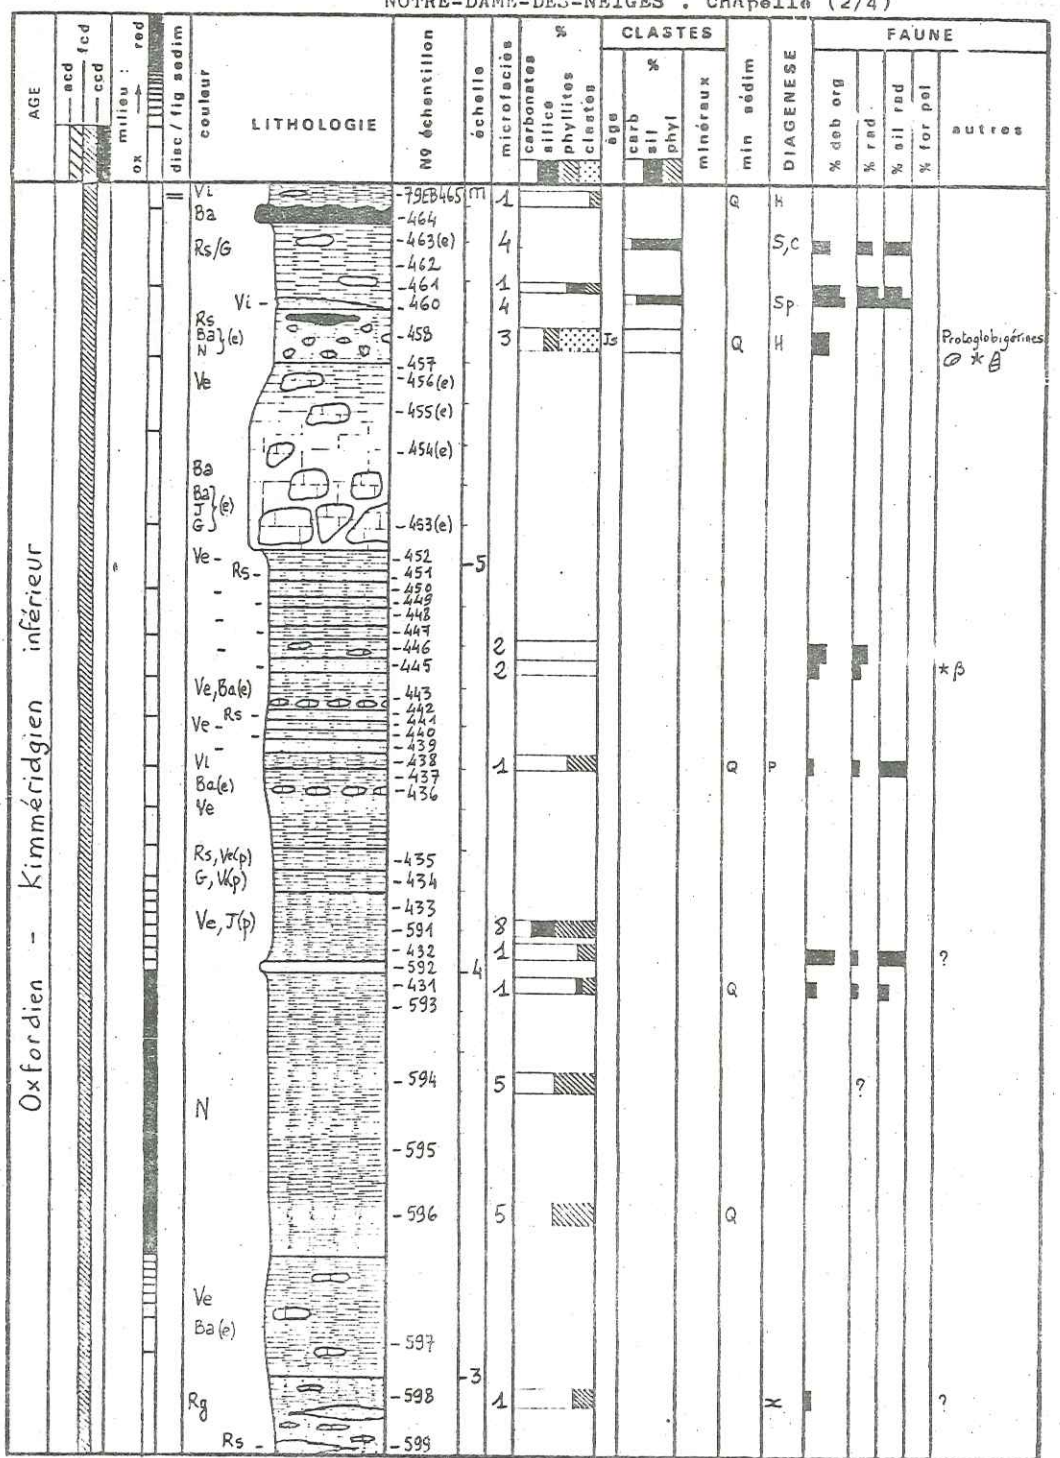 NOTRE-DAME-DES-NEIGES . Chapelle (2/4)
AGE
acd
fcd
ccd
milieu : red
ox
disc / fig sedim
couleur
LITHOLOGIE
Nº échantillon
échelle
microfaciès
%
carbonates
silice
phyllites
clastes
CLASTES
âge
%
carb
sil
phyl
minéraux
min sédim
DIAGENESE
FAUNE
% deb org
% rad
% sil rad
% for pel
autres
Oxfordien - Kimméridgien inférieur
Vi -79EB465 m 1 Q H
Ba -464
Rs/G -463(e) 4 S,C
-462
-461 1
Vi - -460 4 Sp
Rs
Ba}(e) -458 3 Js Q H Protoglobigérines
N
-457
Ve -456(e)
-455(e)
-454(e)
Ba
Ba}(e)
J
G -453(e)
Ve - -452 -5
Rs - -451
- -450
- -449
- -448
- -447
- -446 2
- -445 2 * β
Ve, Ba(e) -443
-442
Rs - -441
Ve - -440
- -439
Vi -438 1 Q P
-437
Ba(e) -436
Ve
Rs, Ve(p) -435
G, V(p) -434
-433
Ve, J(p) -591 8
-432 1 ?
-592 -4
-431 1 Q
-593
-594 5 ?
N
-595
-596 5 Q
Ve
Ba(e) -597
-3
Rg -598 1 ?
Rs - -599